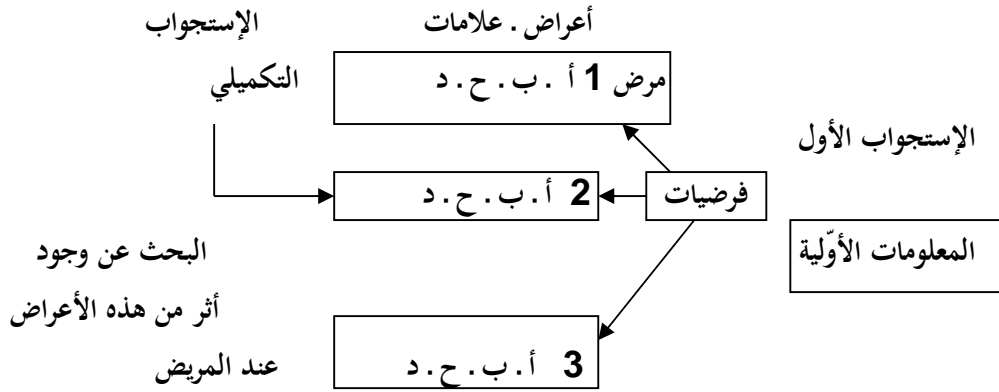 أعراض . علامات
الإستجواب
مرض 1 أ . ب . ح . د
التكميلي
الإستجواب الأول
فرضيات
2 أ . ب . ح . د
المعلومات الأوّلية
البحث عن وجود
أثر من هذه الأعراض
3 أ . ب . ح . د
عند المريض